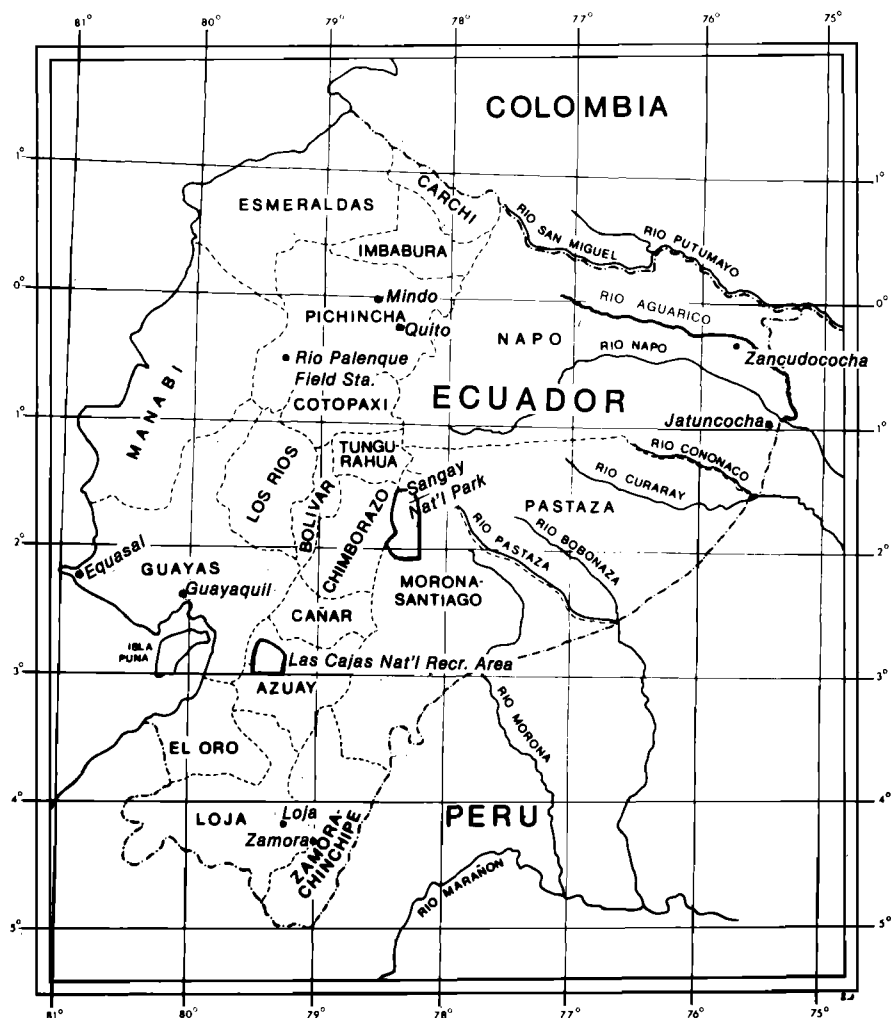 81° 80° 79° 78° 77° 76° 75°
COLOMBIA
1° 1°
CARCHI
ESMERALDAS
RIO SAN MIGUEL
RIO PUTUMAYO
IMBABURA
0° 0°
Mindo
RIO AGUARICO
PICHINCHA
Quito
NAPO
RIO NAPO
Zancudococha
Rio Palenque
Field Sta.
MANABI
COTOPAXI
ECUADOR
Jatuncocha
1° 1°
TUNGU-
RAHUA
RIO CONONACO
LOS RIOS
Sangay
Nat'l Park
RIO CURARAY
BOLIVAR
CHIMBORAZO
PASTAZA
RIO BOBONAZA
RIO PASTAZA
2° 2°
Equasal
GUAYAS
Guayaquil
MORONA-
SANTIAGO
CAÑAR
ISLA
PUNA
Las Cajas Nat'l Recr. Area
3° 3°
AZUAY
RIO MORONA
EL ORO
4° 4°
LOJA
Loja
Zamora
ZAMORA-
CHINCHIPE
PERU
RIO MARAÑON
5° 5°
81° 80° 79° 78° 77° 76° 75°